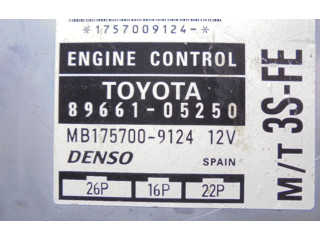 *1757009124-*
ENGINE CONTROL
TOYOTA
89661-05250
MB175700-9124 12V
DENSO SPAIN
26P 16P 22P
M/T 3S-FE